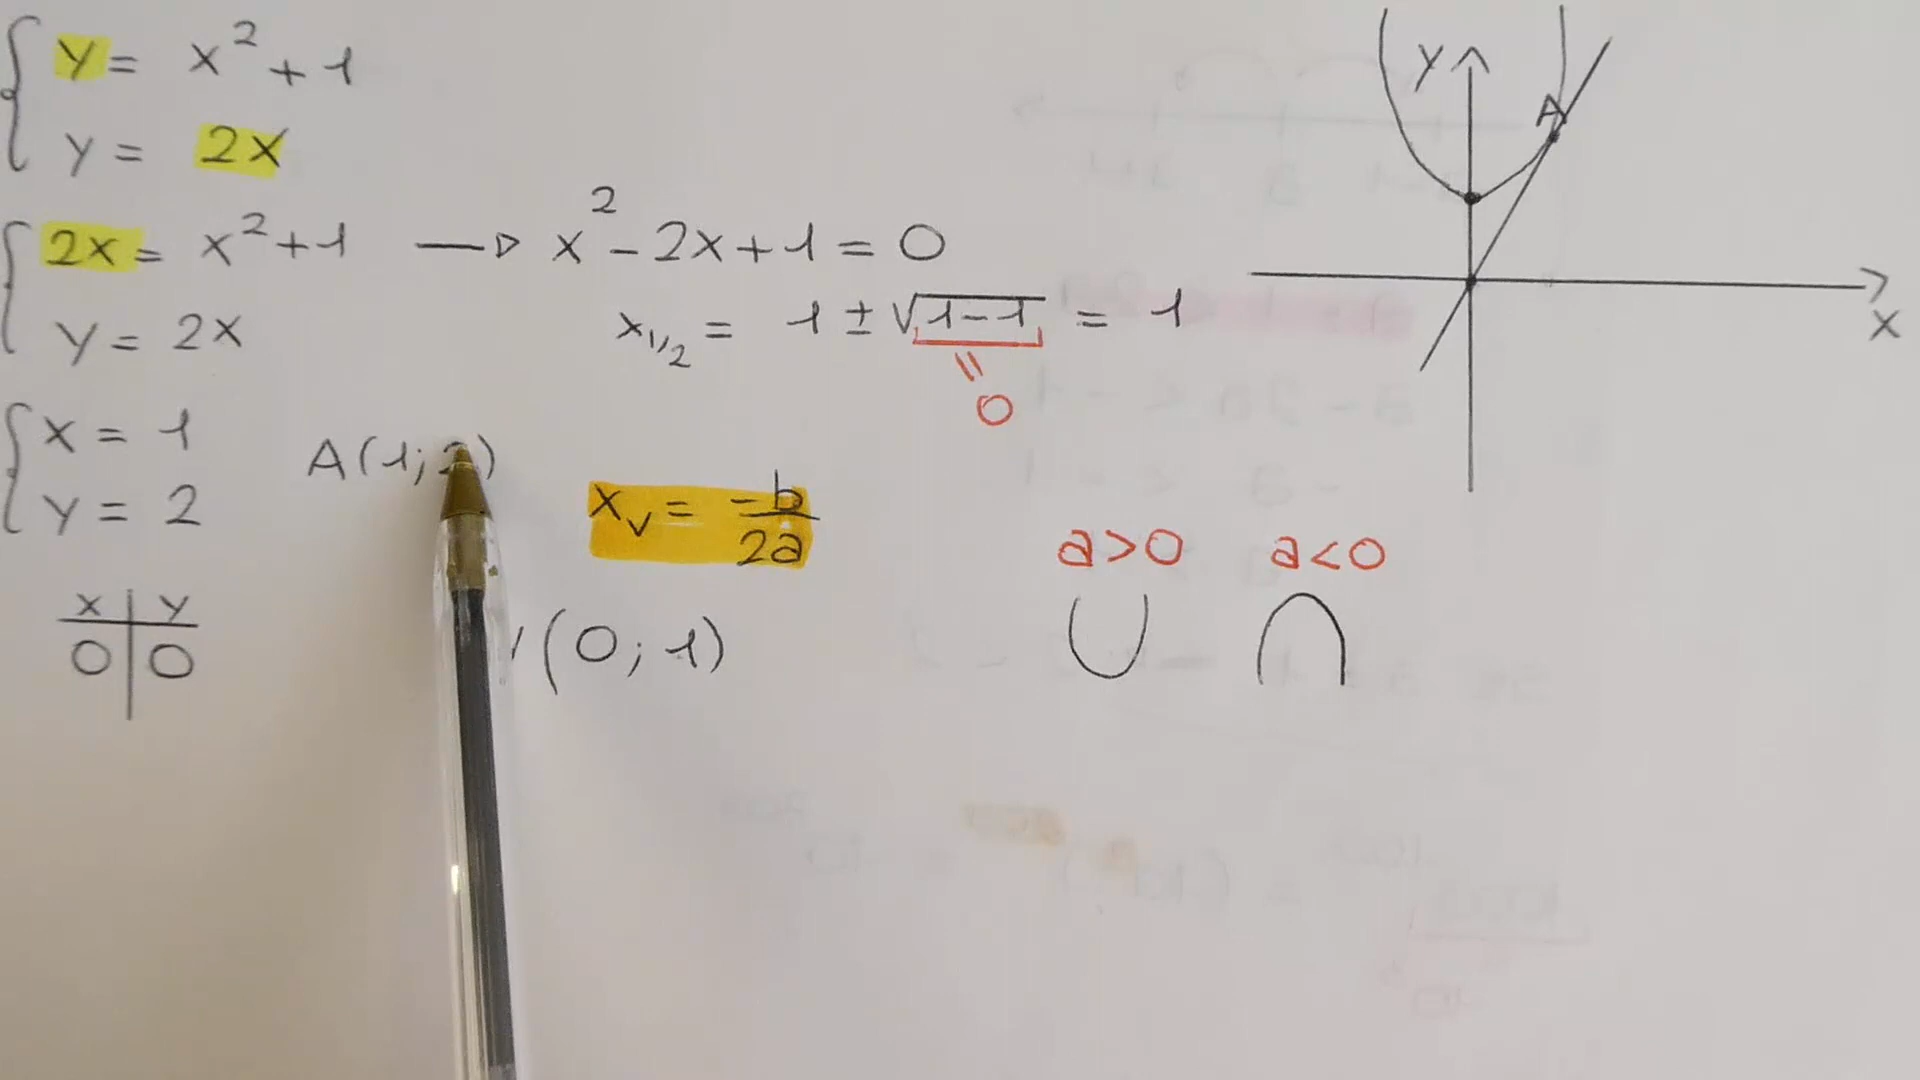 y = x² + 1
y = 2x
2x = x² + 1 → x² - 2x + 1 = 0
y = 2x
x₁,₂ = 1 ± √1-1 = 1
=
0
x = 1
y = 2
A(1;2)
xᵥ = -b/2a
x y
0 0
V(0;1)
a>0 a<0
y
A
x